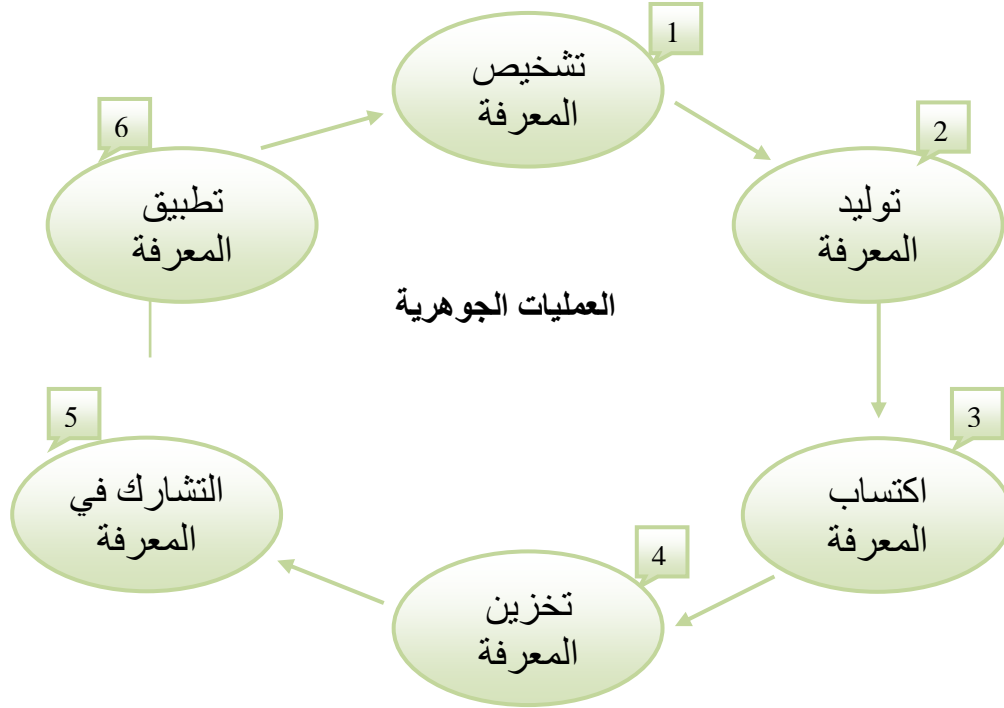 1
تشخيص
المعرفة
2
توليد
المعرفة
3
اكتساب
المعرفة
4
تخزين
المعرفة
5
التشارك في
المعرفة
6
تطبيق
المعرفة
العمليات الجوهرية